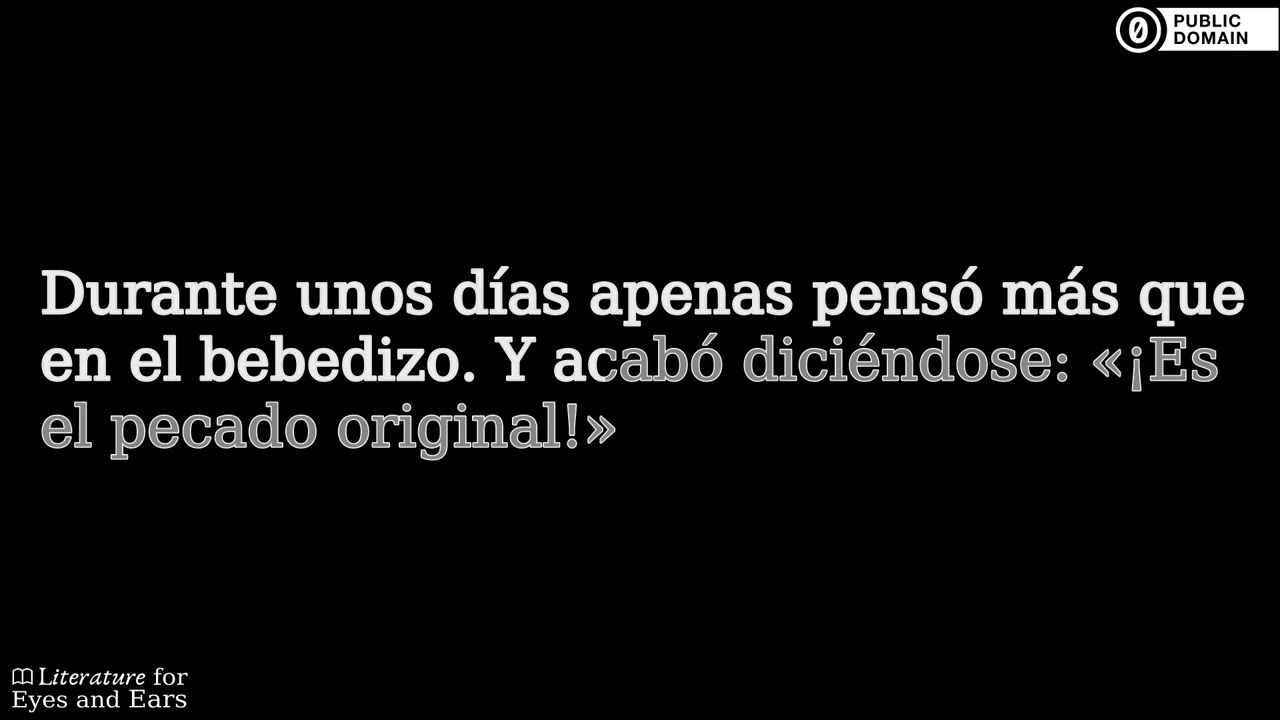 PUBLIC
DOMAIN
Durante unos días apenas pensó más que
en el bebedizo. Y acabó diciéndose: «¡Es
el pecado original!»
Literature for
Eyes and Ears